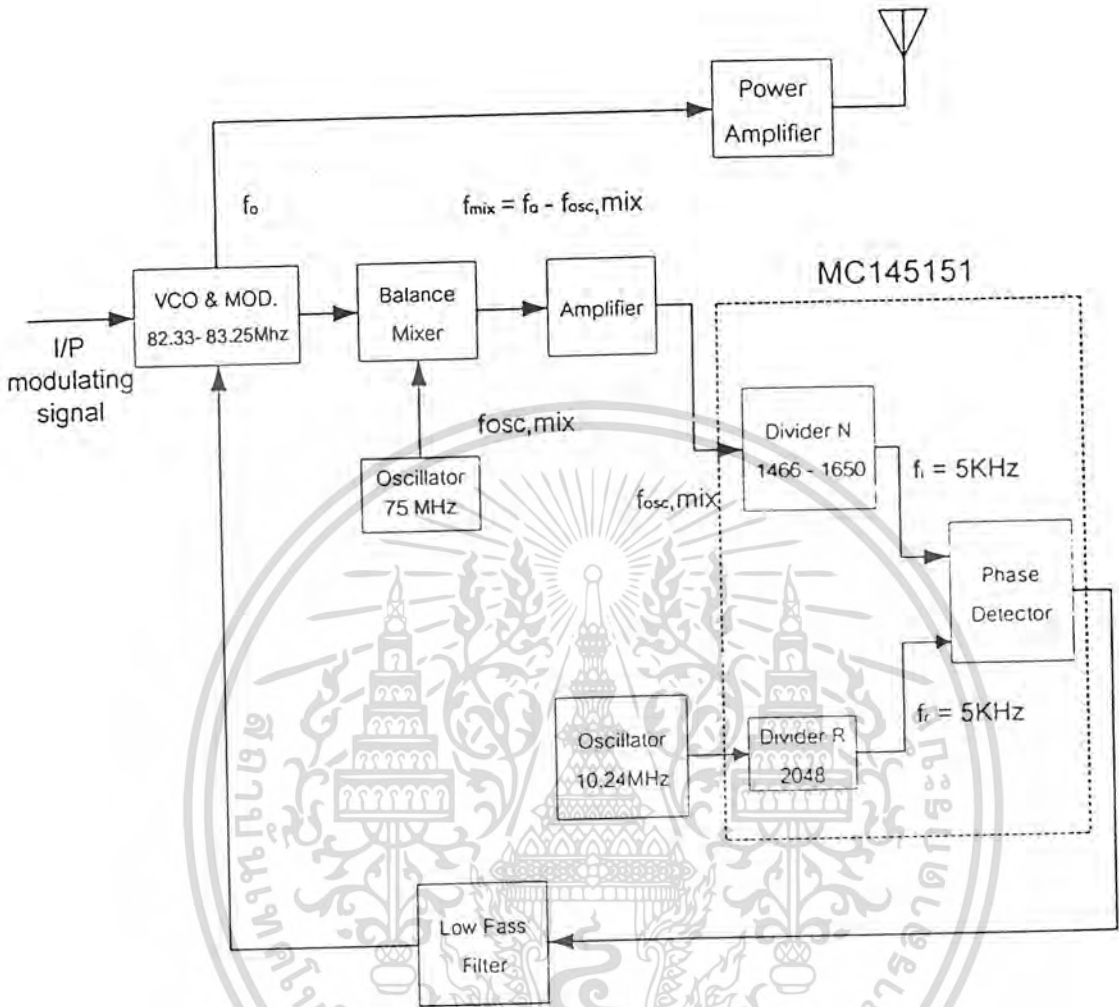 Power
Amplifier
fo
fmix = fo - fosc,mix
MC145151
VCO & MOD.
82.33- 83.25Mhz
Balance
Mixer
Amplifier
I/P
modulating
signal
fosc,mix
Oscillator
75 MHz
Divider N
1466 - 1650
fi = 5KHz
fosc,mix
Phase
Detector
Oscillator
10.24MHz
Divider R
2048
fr = 5KHz
Low Fass
Filter